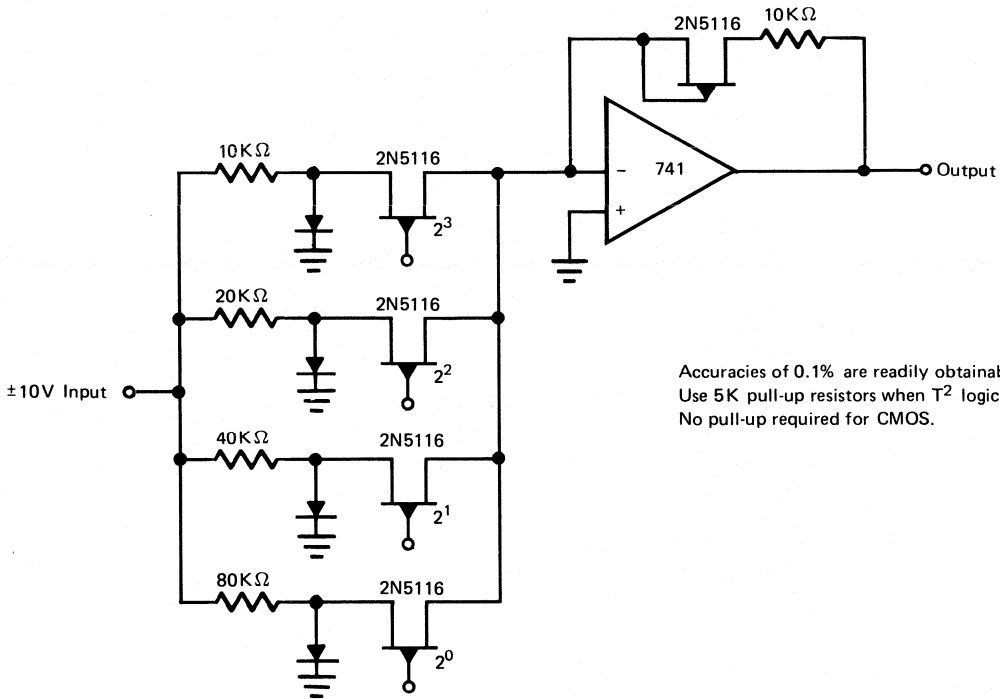 2N5116
10KΩ
10KΩ
2N5116
741
−
+
Output
2³
20KΩ
2N5116
2²
±10V Input
Accuracies of 0.1% are readily
Use 5K pull-up resistors when T² logic
No pull-up required for CMOS.
40KΩ
2N5116
2¹
80KΩ
2N5116
2⁰